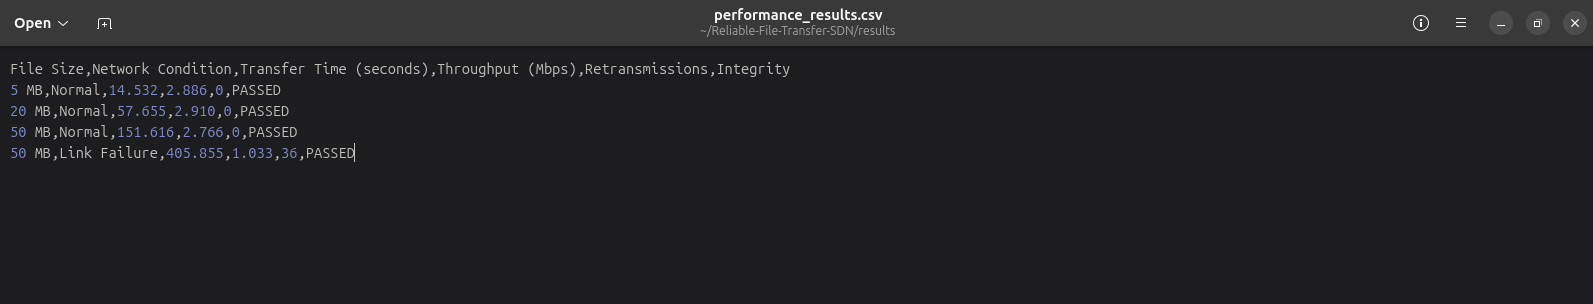 Open
performance_results.csv
~/Reliable-File-Transfer-SDN/results
File Size,Network Condition,Transfer Time (seconds),Throughput (Mbps),Retransmissions,Integrity
5 MB,Normal,14.532,2.886,0,PASSED
20 MB,Normal,57.655,2.910,0,PASSED
50 MB,Normal,151.616,2.766,0,PASSED
50 MB,Link Failure,405.855,1.033,36,PASSED